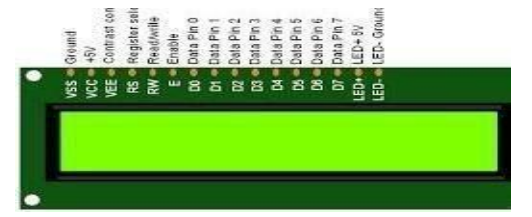 Ground
+5V
Contrast con
Register sele
Read/write
Enable
Data Pin 0
Data Pin 1
Data Pin 2
Data Pin 3
Data Pin 4
Data Pin 5
Data Pin 6
Data Pin 7
LED+ 5V
LED- Ground
VSS
VCC
VEE
RS
RW
E
D0
D1
D2
D3
D4
D5
D6
D7
LED+
LED-